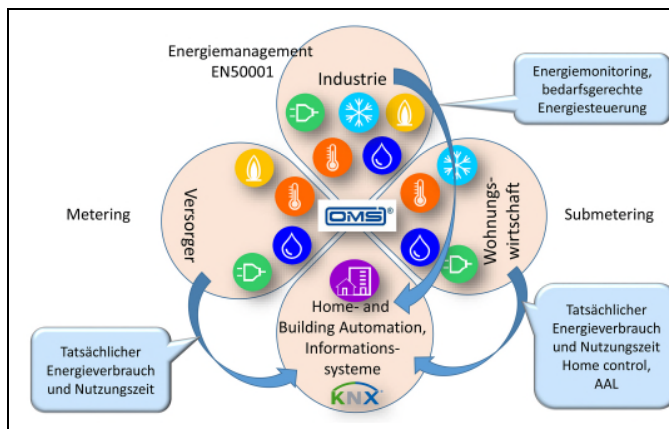 Energiemanagement
EN50001
Industrie
Energiemonitoring,
bedarfsgerechte
Energiesteuerung
Metering
Versorger
OMS®
Wohnungs-
wirtschaft
Submetering
Home- and
Building Automation,
Informations-
systeme
KNX
Tatsächlicher
Energieverbrauch
und Nutzungszeit
Tatsächlicher
Energieverbrauch
und Nutzungszeit
Home control,
AAL